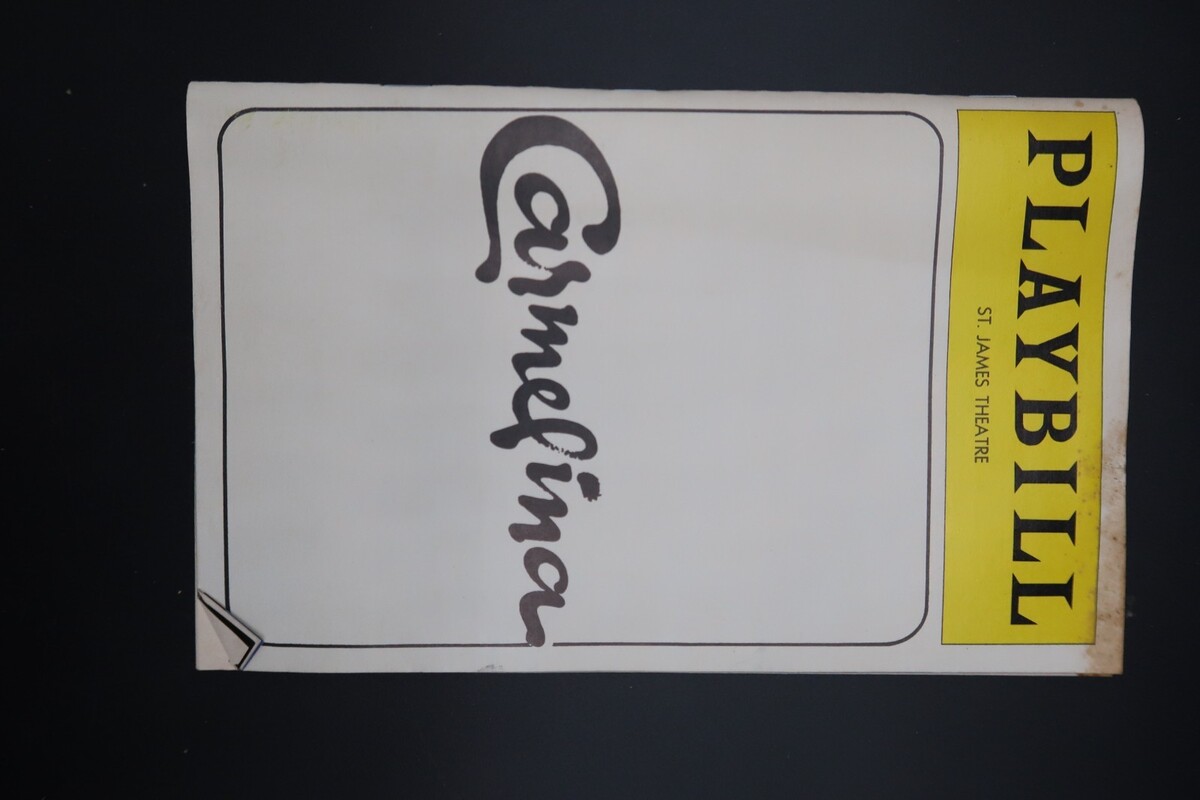 PLAYBILL
ST. JAMES THEATRE
Carmelina